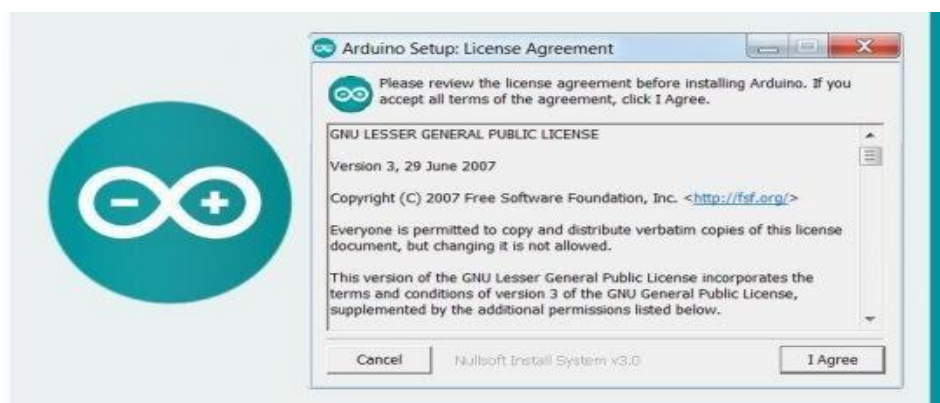 Arduino Setup: License Agreement
Please review the license agreement before installing Arduino. If you
accept all terms of the agreement, click I Agree.
GNU LESSER GENERAL PUBLIC LICENSE
Version 3, 29 June 2007
Copyright (C) 2007 Free Software Foundation, Inc. <http://fsf.org/>
Everyone is permitted to copy and distribute verbatim copies of this license
document, but changing it is not allowed.
This version of the GNU Lesser General Public License incorporates the
terms and conditions of version 3 of the GNU General Public License,
supplemented by the additional permissions listed below.
Cancel
Nullsoft Install System v3.0
I Agree